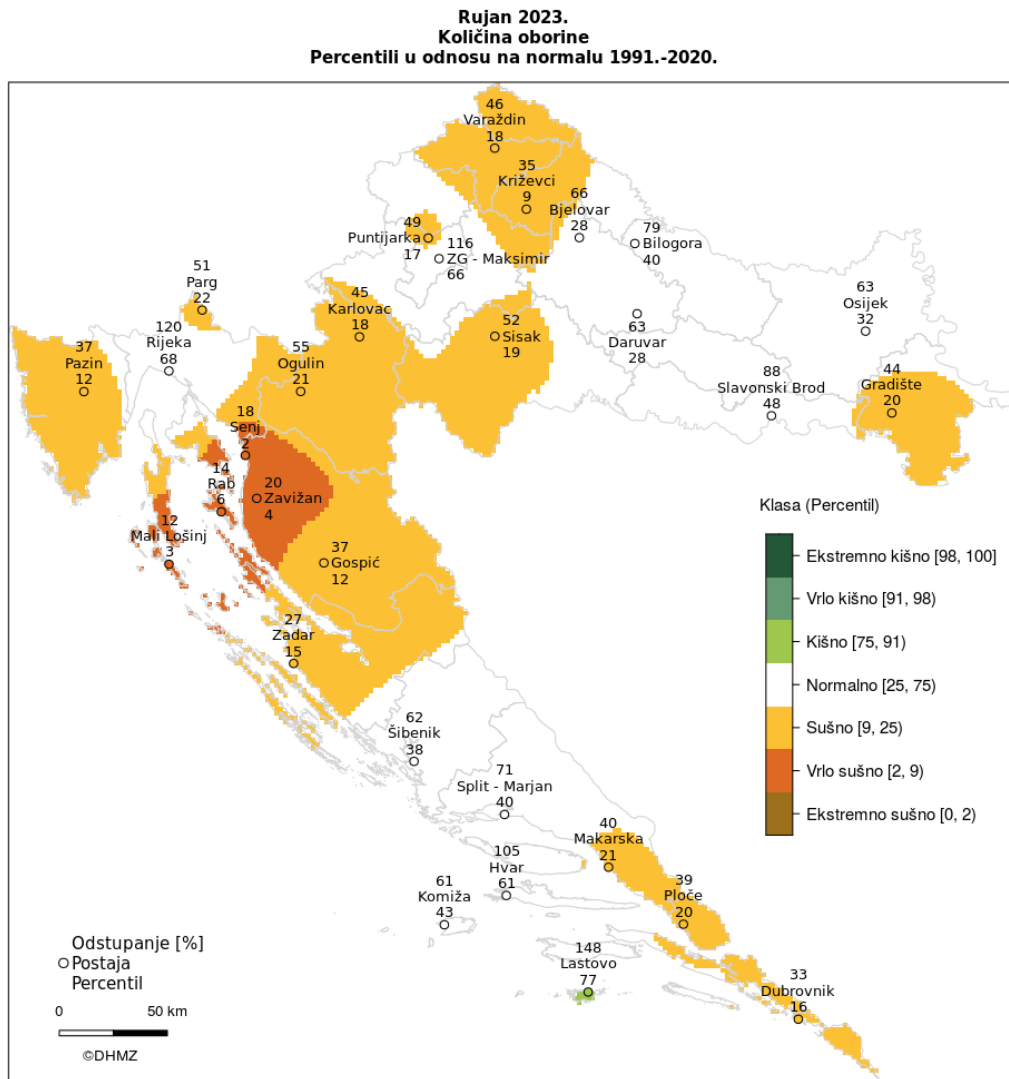 Rujan 2023.
Količina oborine
Percentili u odnosu na normalu 1991.-2020.
46
Varaždin
18
35
Križevci
9
66
Bjelovar
28
49
Puntijarka
17
116
ZG - Maksimir
66
79
Bilogora
40
51
Parg
22
120
Rijeka
68
45
Karlovac
18
52
Sisak
19
63
Daruvar
28
63
Osijek
32
37
Pazin
12
55
Ogulin
21
88
Slavonski Brod
48
44
Gradište
20
18
Senj
2
14
Rab
6
20
Zavižan
4
12
Mali Lošinj
3
37
Gospić
12
27
Zadar
15
62
Šibenik
38
71
Split - Marjan
40
40
Makarska
21
105
Hvar
61
61
Komiža
43
39
Ploče
20
148
Lastovo
77
33
Dubrovnik
16
Klasa (Percentil)
Ekstremno kišno [98, 100]
Vrlo kišno [91, 98)
Kišno [75, 91)
Normalno [25, 75)
Sušno [9, 25)
Vrlo sušno [2, 9)
Ekstremno sušno [0, 2)
Odstupanje [%]
Postaja
Percentil
0 50 km
©DHMZ